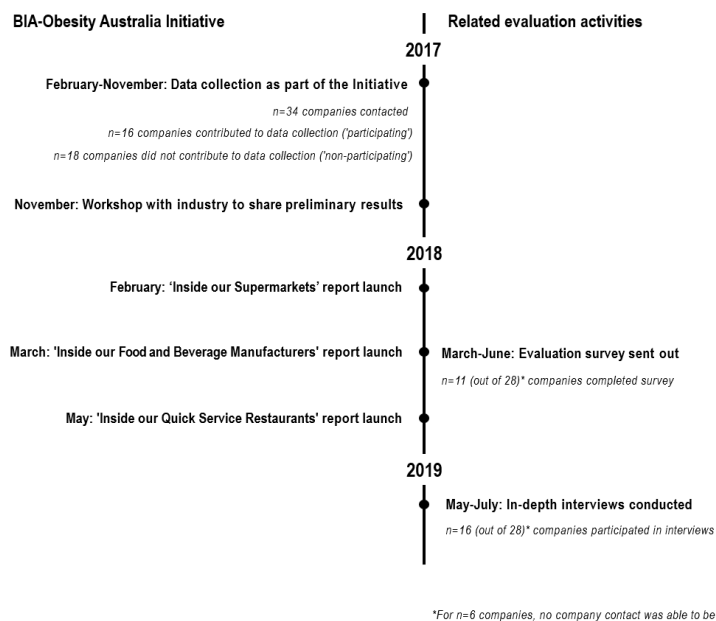 BIA-Obesity Australia Initiative
Related evaluation activities
2017
February-November: Data collection as part of the Initiative
n=34 companies contacted
n=16 companies contributed to data collection ('participating')
n=18 companies did not contribute to data collection ('non-participating')
November: Workshop with industry to share preliminary results
2018
February: ‘Inside our Supermarkets’ report launch
March: 'Inside our Food and Beverage Manufacturers' report launch
March-June: Evaluation survey sent out
n=11 (out of 28)* companies completed survey
May: 'Inside our Quick Service Restaurants' report launch
2019
May-July: In-depth interviews conducted
n=16 (out of 28)* companies participated in interviews
*For n=6 companies, no company contact was able to be